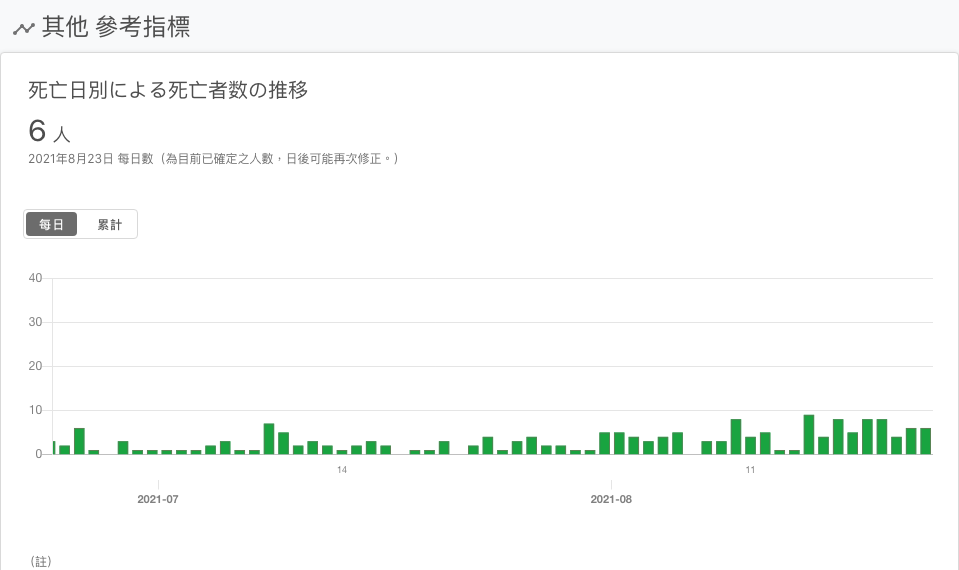 其他 參考指標
死亡日別による死亡者数の推移
6 人
2021年8月23日 每日數（為目前已確定之人數，日後可能再次修正。）
每日 累計
40
30
20
10
0
14 11
2021-07 2021-08
（註）